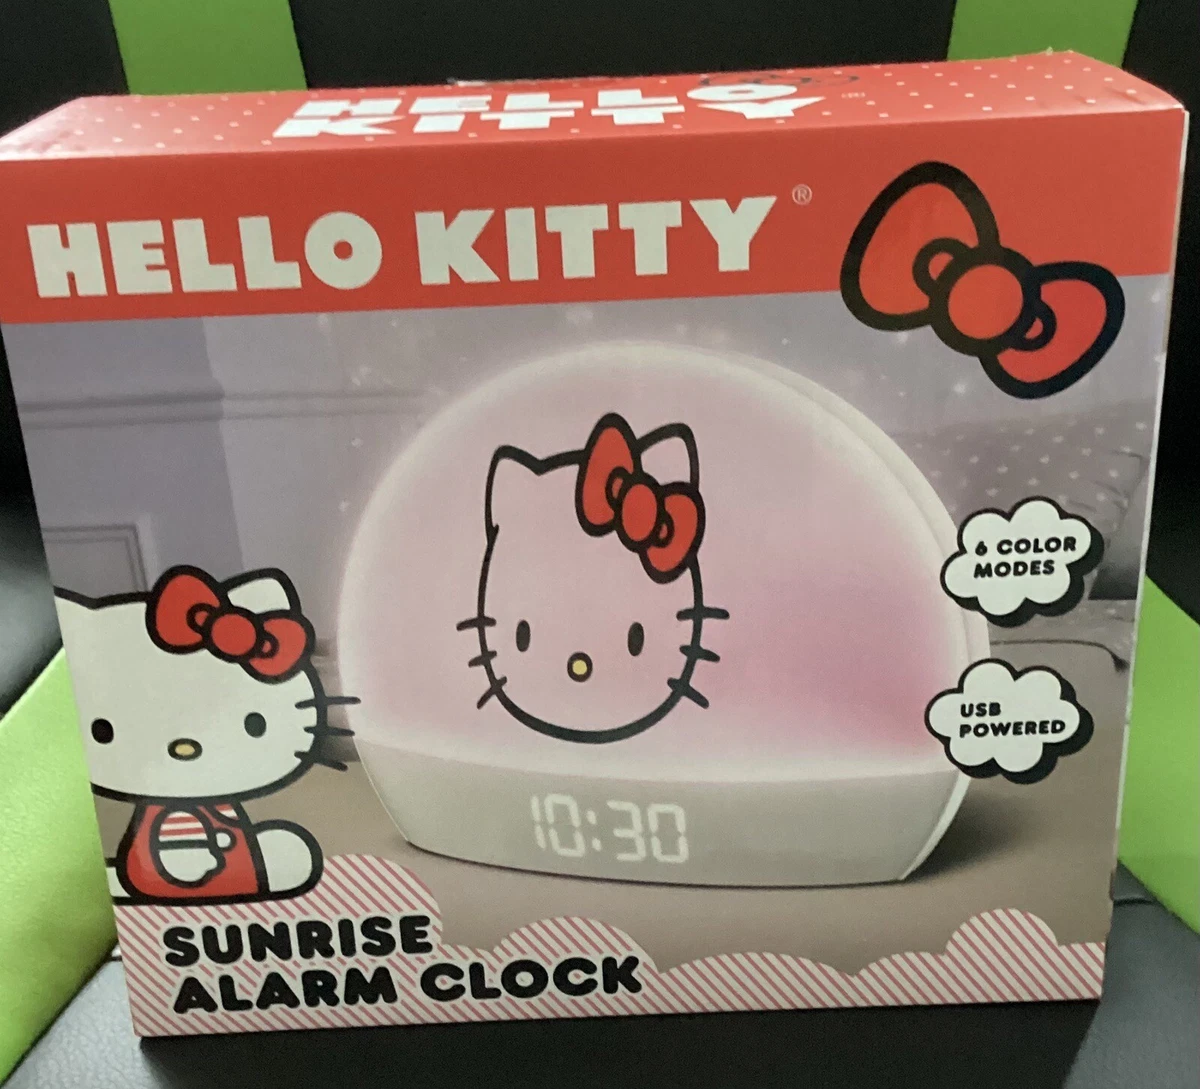 HELLO
KITTY
HELLO KITTY®
6 COLOR
MODES
USB
POWERED
10:30
SUNRISE
ALARM CLOCK